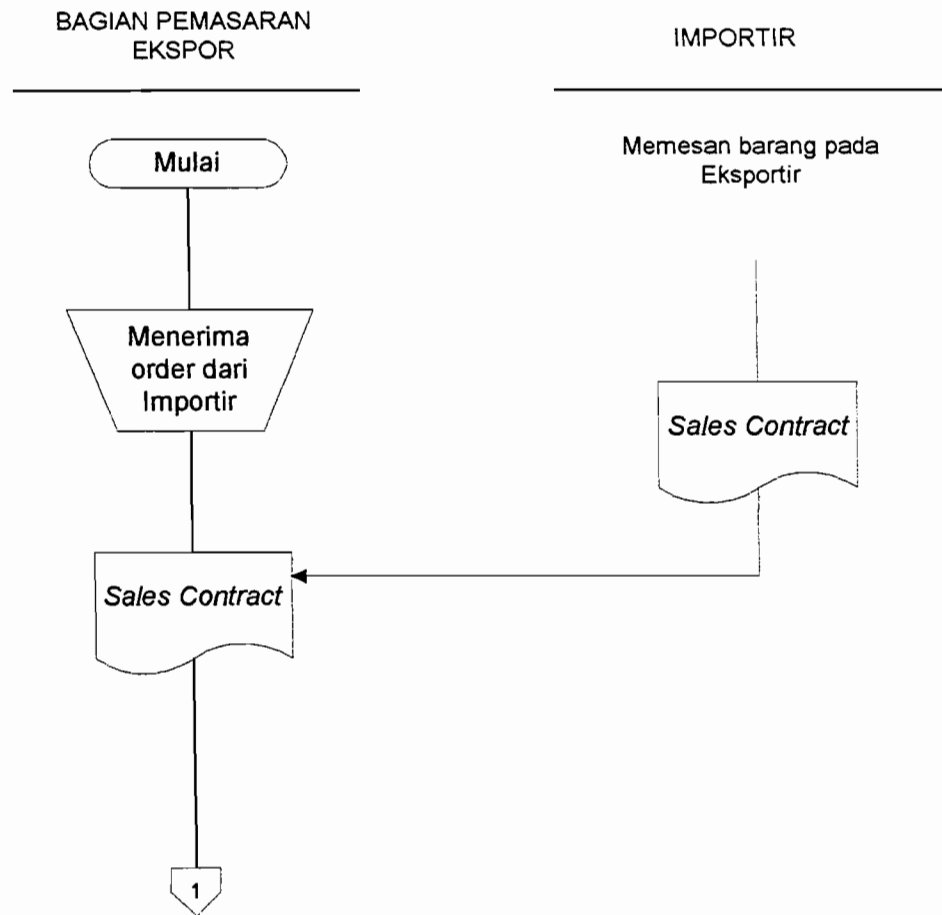 BAGIAN PEMASARAN
EKSPOR
IMPORTIR
Mulai
Memesan barang pada
Eksportir
Menerima
order dari
Importir
Sales Contract
Sales Contract
1